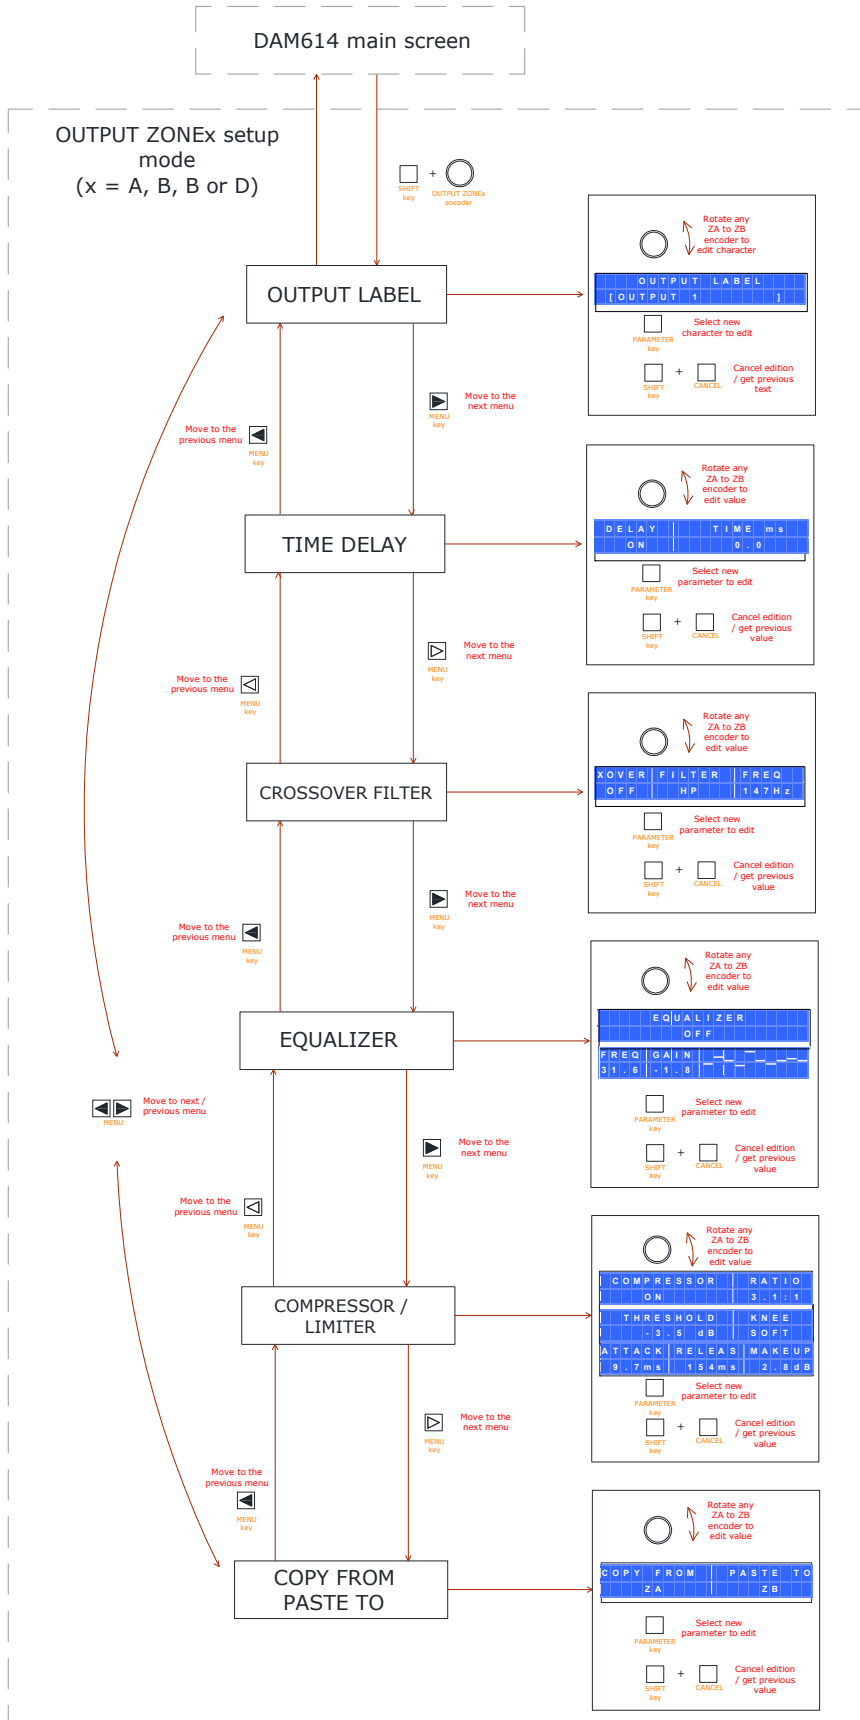 DAM614 main screen
OUTPUT ZONEx setup
mode
(x = A, B, B or D)
+
SHIFT
key
OUTPUT ZONEx
encoder
OUTPUT LABEL
Rotate any
ZA to ZB
encoder to
edit character
OUTPUT LABEL
[OUTPUT 1 ]
PARAMETER
key
Select new
character to edit
+
SHIFT
key
CANCEL
Cancel edition
/ get previous
text
Move to the
previous menu
MENU
key
MENU
key
Move to the
next menu
TIME DELAY
Rotate any
ZA to ZB
encoder to
edit value
DELAY TIME ms
ON 0.0
PARAMETER
key
Select new
parameter to edit
+
SHIFT
key
CANCEL
Cancel edition
/ get previous
value
Move to the
previous menu
MENU
key
MENU
key
Move to the
next menu
CROSSOVER FILTER
Rotate any
ZA to ZB
encoder to
edit value
XOVER FILTER FREQ
OFF HP 147Hz
PARAMETER
key
Select new
parameter to edit
+
SHIFT
key
CANCEL
Cancel edition
/ get previous
value
Move to the
previous menu
MENU
key
MENU
key
Move to the
next menu
EQUALIZER
Rotate any
ZA to ZB
encoder to
edit value
EQUALIZER
OFF
FREQ GAIN
31.6 -1.8
PARAMETER
key
Select new
parameter to edit
+
SHIFT
key
CANCEL
Cancel edition
/ get previous
value
MENU
Move to next /
previous menu
Move to the
previous menu
MENU
key
MENU
key
Move to the
next menu
COMPRESSOR /
LIMITER
Rotate any
ZA to ZB
encoder to
edit value
COMPRESSOR RATIO
ON 3.1:1
THRESHOLD KNEE
-3.5 dB SOFT
ATTACK RELEAS MAKEUP
9.7ms 154ms 2.8dB
PARAMETER
key
Select new
parameter to edit
+
SHIFT
key
CANCEL
Cancel edition
/ get previous
value
Move to the
previous menu
MENU
key
MENU
key
Move to the
next menu
COPY FROM
PASTE TO
Rotate any
ZA to ZB
encoder to
edit value
COPY FROM PASTE TO
ZA ZB
PARAMETER
key
Select new
parameter to edit
+
SHIFT
key
CANCEL
Cancel edition
/ get previous
value